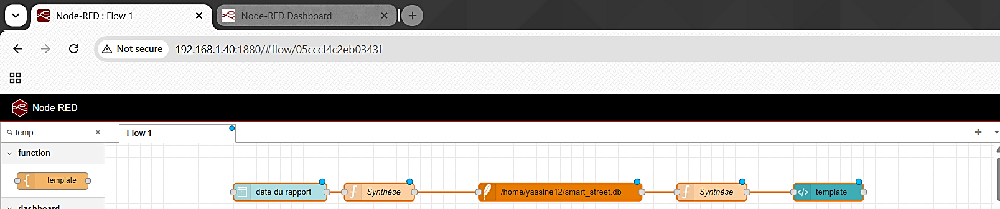 Node-RED : Flow 1
Node-RED Dashboard
Not secure
192.168.1.40:1880/#flow/05cccf4c2eb0343f
Node-RED
temp
Flow 1
function
template
date du rapport
Synthèse
/home/yassine12/smart_street.db
Synthèse
template
dashboard